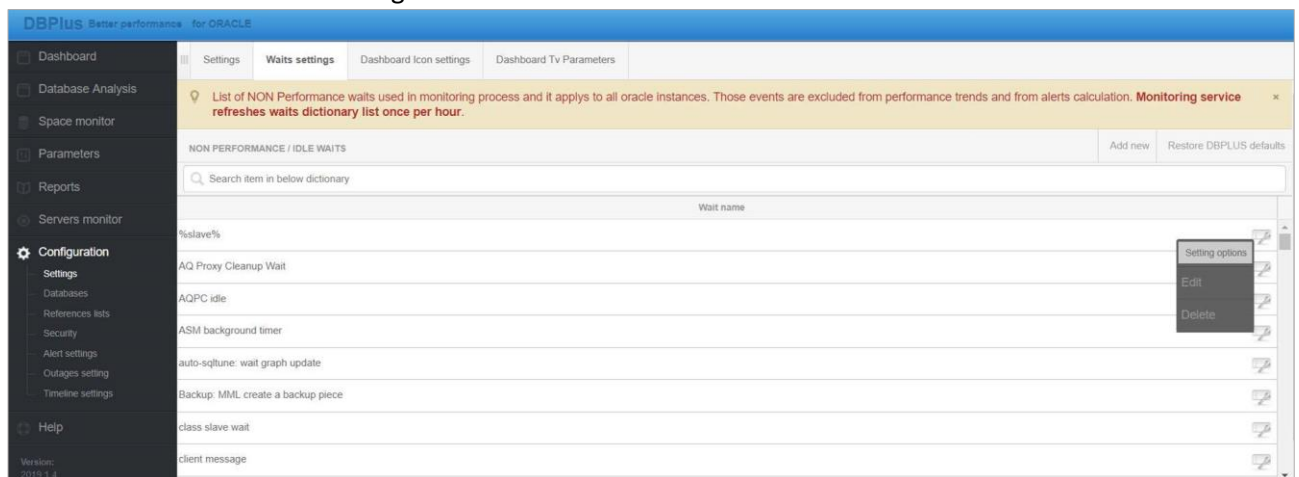 DBPlus Better performance for ORACLE
Dashboard
Database Analysis
Space monitor
Parameters
Reports
Servers monitor
Configuration
Settings
Databases
References lists
Security
Alert settings
Outages setting
Timeline settings
Help
Version:
2019.1.4
Settings
Waits settings
Dashboard Icon settings
Dashboard Tv Parameters
List of NON Performance waits used in monitoring process and it applys to all oracle instances. Those events are excluded from performance trends and from alerts calculation. Monitoring service
refreshes waits dictionary list once per hour.
NON PERFORMANCE / IDLE WAITS
Add new
Restore DBPLUS defaults
Search item in below dictionary
Wait name
%slave%
AQ Proxy Cleanup Wait
AQPC idle
ASM background timer
auto-sqltune: wait graph update
Backup: MML create a backup piece
class slave wait
client message
Setting options
Edit
Delete